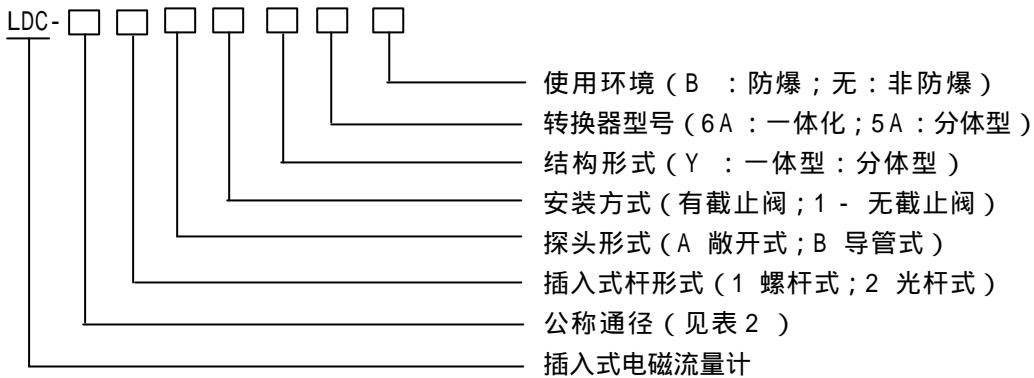 LDC-
使用环境（B ：防爆；无：非防爆）
转换器型号（6A：一体化；5A：分体型）
结构形式（Y ：一体型：分体型）
安装方式（有截止阀；1 - 无截止阀）
探头形式（A 敞开式；B 导管式）
插入式杆形式（1 螺杆式；2 光杆式）
公称通径（见表2 ）
插入式电磁流量计